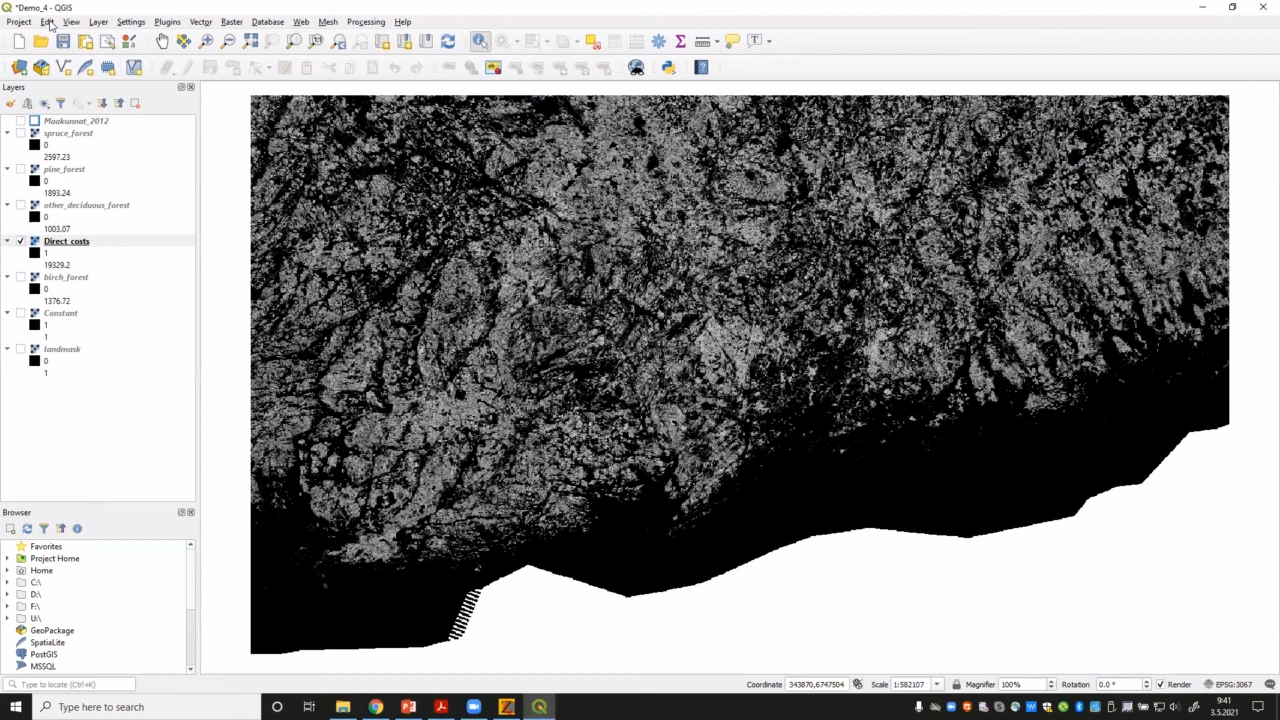 *Demo_4 - QGIS
Project Edit View Layer Settings Plugins Vector Raster Database Web Mesh Processing Help
Layers
Maakunnat_2012
spruce_forest
0
2597.23
pine_forest
0
1893.24
other_deciduous_forest
0
1003.07
Direct_costs
1
19329.2
birch_forest
0
1376.72
Constant
1
1
landmask
0
1
Browser
Favorites
Project Home
Home
C:\
D:\
F:\
U:\
GeoPackage
SpatiaLite
PostGIS
MSSQL
Type to locate (Ctrl+K)
Coordinate 343870,6747504 Scale 1:582107 Magnifier 100% Rotation 0.0 ° Render EPSG:3067
Type here to search
9:41
3.5.2021